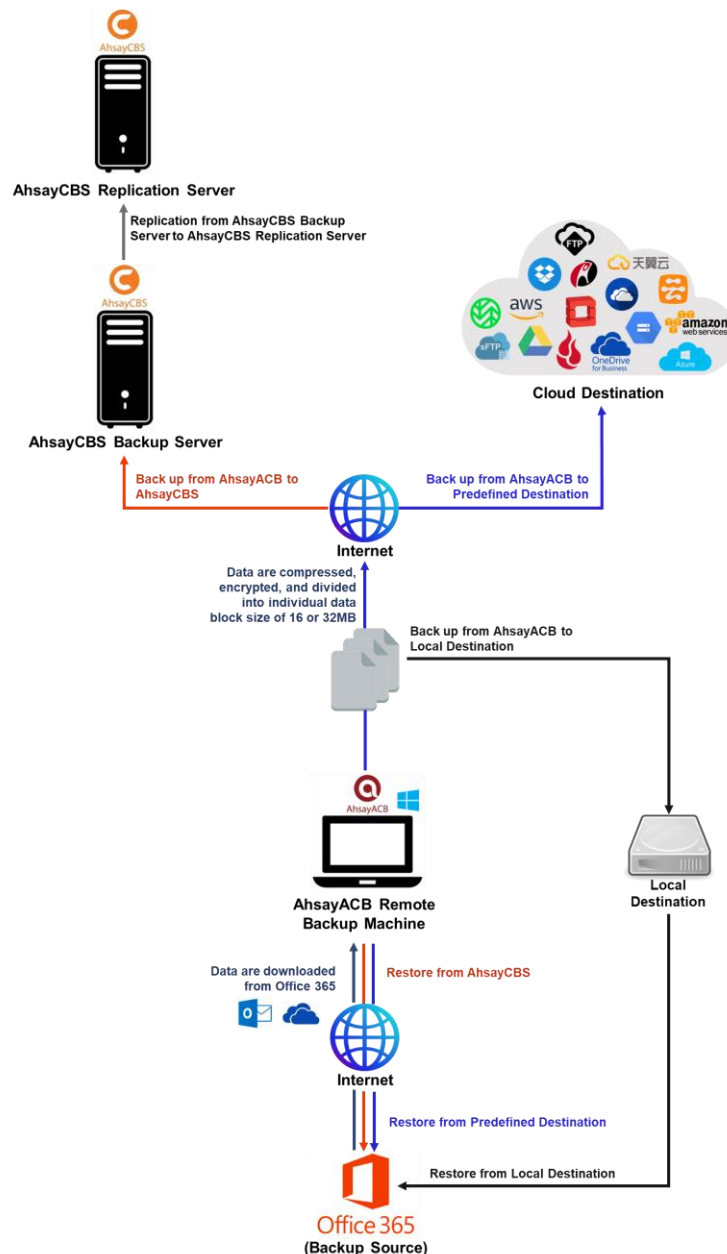 AhsayCBS
AhsayCBS Replication Server
Replication from AhsayCBS Backup
Server to AhsayCBS Replication Server
AhsayCBS
AhsayCBS Backup Server
FTP
天翼云
aws
amazon
web services
sFTP
OneDrive
for Business
Azure
Cloud Destination
Back up from AhsayACB to
AhsayCBS
Back up from AhsayACB to
Predefined Destination
Internet
Data are compressed,
encrypted, and divided
into individual data
block size of 16 or 32MB
Back up from AhsayACB to
Local Destination
AhsayACB
AhsayACB Remote
Backup Machine
Local
Destination
Data are downloaded
from Office 365
Restore from AhsayCBS
Internet
Restore from Predefined Destination
Restore from Local Destination
Office 365
(Backup Source)